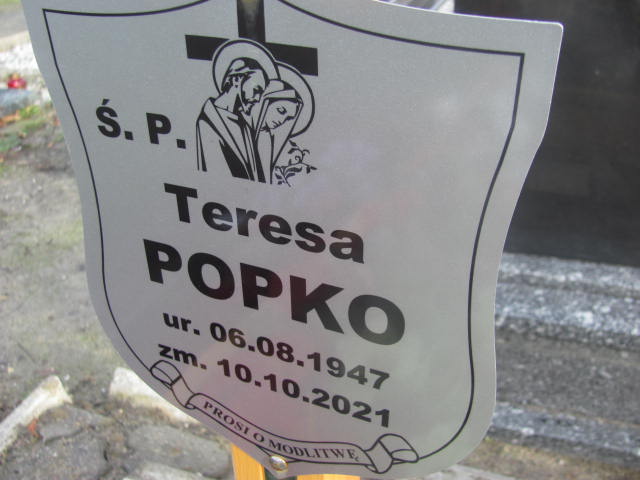 Ś. P.
Teresa
POPKO
ur. 06.08.1947
zm. 10.10.2021
PROSI O MODLITWĘ